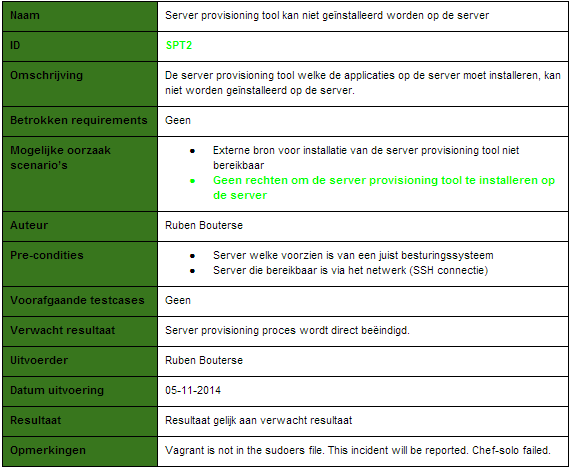 Naam
Server provisioning tool kan niet geïnstalleerd worden op de server
ID
SPT2
Omschrijving
De server provisioning tool welke de applicaties op de server moet installeren, kan
niet worden geïnstalleerd op de server.
Betrokken requirements
Geen
Mogelijke oorzaak
scenario's
● Externe bron voor installatie van de server provisioning tool niet
bereikbaar
● Geen rechten om de server provisioning tool te installeren op
de server
Auteur
Ruben Bouterse
Pre-condities
● Server welke voorzien is van een juist besturingssysteem
● Server die bereikbaar is via het netwerk (SSH connectie)
Voorafgaande testcases
Geen
Verwacht resultaat
Server provisioning proces wordt direct beëindigd.
Uitvoerder
Ruben Bouterse
Datum uitvoering
05-11-2014
Resultaat
Resultaat gelijk aan verwacht resultaat
Opmerkingen
Vagrant is not in the sudoers file. This incident will be reported. Chef-solo failed.